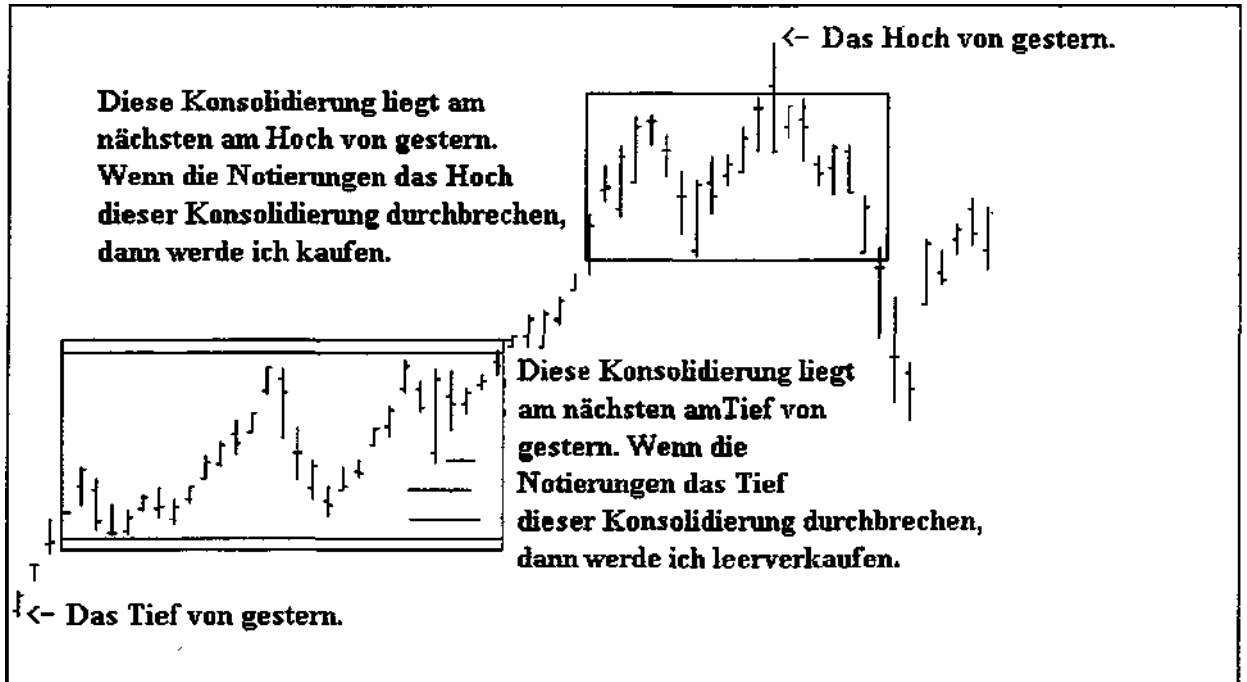 <- Das Hoch von gestern.
Diese Konsolidierung liegt am
nächsten am Hoch von gestern.
Wenn die Notierungen das Hoch
dieser Konsolidierung durchbrechen,
dann werde ich kaufen.
Diese Konsolidierung liegt
am nächsten amTief von
gestern. Wenn die
Notierungen das Tief
dieser Konsolidierung durchbrechen,
dann werde ich leerverkaufen.
<- Das Tief von gestern.